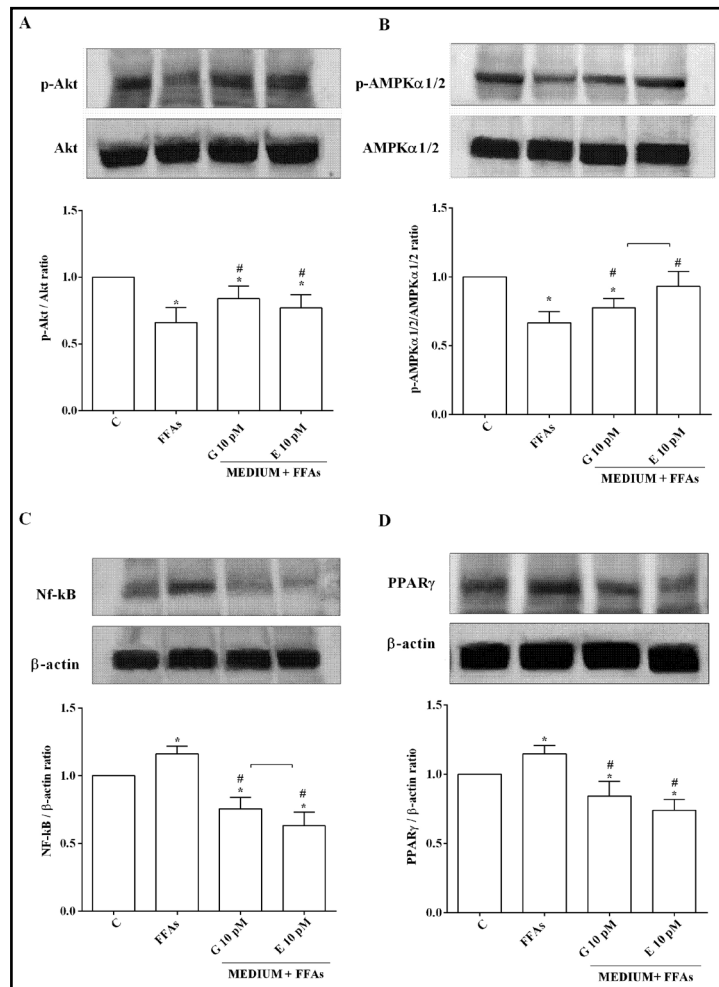 A
p-Akt
Akt
p-Akt / Akt ratio
1.5
1.0
0.5
0.0
#
#
*
*
*
C
FFAs
G 10 pM
E 10 pM
MEDIUM + FFAs
B
p-AMPKα1/2
AMPKα1/2
p-AMPKα1/2/AMPKα1/2 ratio
1.5
1.0
0.5
0.0
#
#
*
*
C
FFAs
G 10 pM
E 10 pM
MEDIUM + FFAs
C
Nf-kB
β-actin
NF-kB / β-actin ratio
1.5
1.0
0.5
0.0
*
#
*
#
*
C
FFAs
G 10 pM
E 10 pM
MEDIUM + FFAs
D
PPARγ
β-actin
PPARγ / β-actin ratio
1.5
1.0
0.5
0.0
*
#
*
#
*
C
FFAs
G 10 pM
E 10 pM
MEDIUM+ FFAs